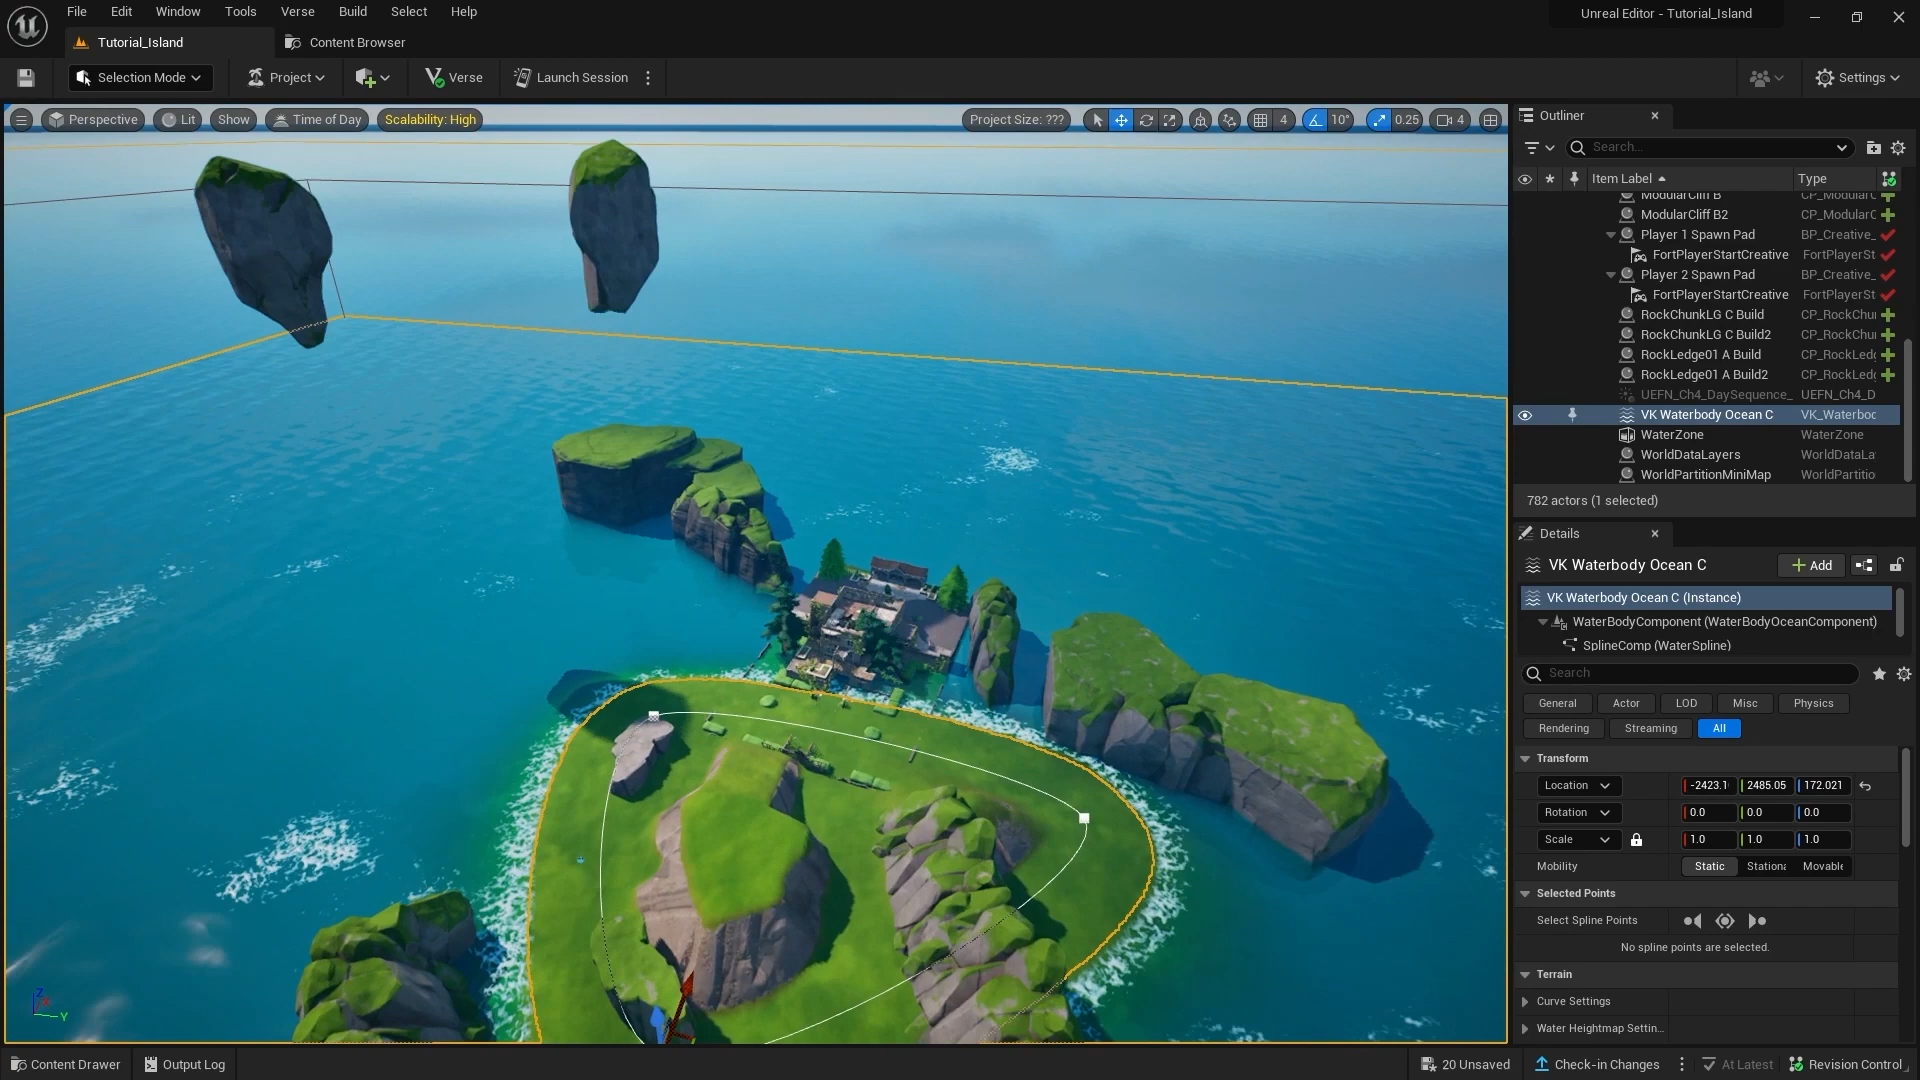 File Edit Window Tools Verse Build Select Help
Unreal Editor - Tutorial_Island
Tutorial_Island
Content Browser
Selection Mode
Project
Verse
Launch Session
Settings
Perspective
Lit
Show
Time of Day
Scalability: High
Project Size: ???
4
10°
0.25
4
Outliner
Search...
Item Label
Type
ModularCliff B CP_ModularC
ModularCliff B2 CP_ModularC
Player 1 Spawn Pad BP_Creative_
FortPlayerStartCreative FortPlayerSt
Player 2 Spawn Pad BP_Creative_
FortPlayerStartCreative FortPlayerSt
RockChunkLG C Build CP_RockChu
RockChunkLG C Build2 CP_RockChu
RockLedge01 A Build CP_RockLed
RockLedge01 A Build2 CP_RockLed
UEFN_Ch4_DaySequence_ UEFN_Ch4_D
VK Waterbody Ocean C VK_Waterboc
WaterZone WaterZone
WorldDataLayers WorldDataLa
WorldPartitionMiniMap WorldPartitio
782 actors (1 selected)
Details
VK Waterbody Ocean C
Add
VK Waterbody Ocean C (Instance)
WaterBodyComponent (WaterBodyOceanComponent)
SplineComp (WaterSpline)
Search
General Actor LOD Misc Physics
Rendering Streaming All
Transform
Location -2423.1 2485.05 172.021
Rotation 0.0 0.0 0.0
Scale 1.0 1.0 1.0
Mobility Static Stationa Movable
Selected Points
Select Spline Points
No spline points are selected.
Terrain
Curve Settings
Water Heightmap Settin...
Z
X
Y
Content Drawer
Output Log
20 Unsaved
Check-in Changes
At Latest
Revision Control